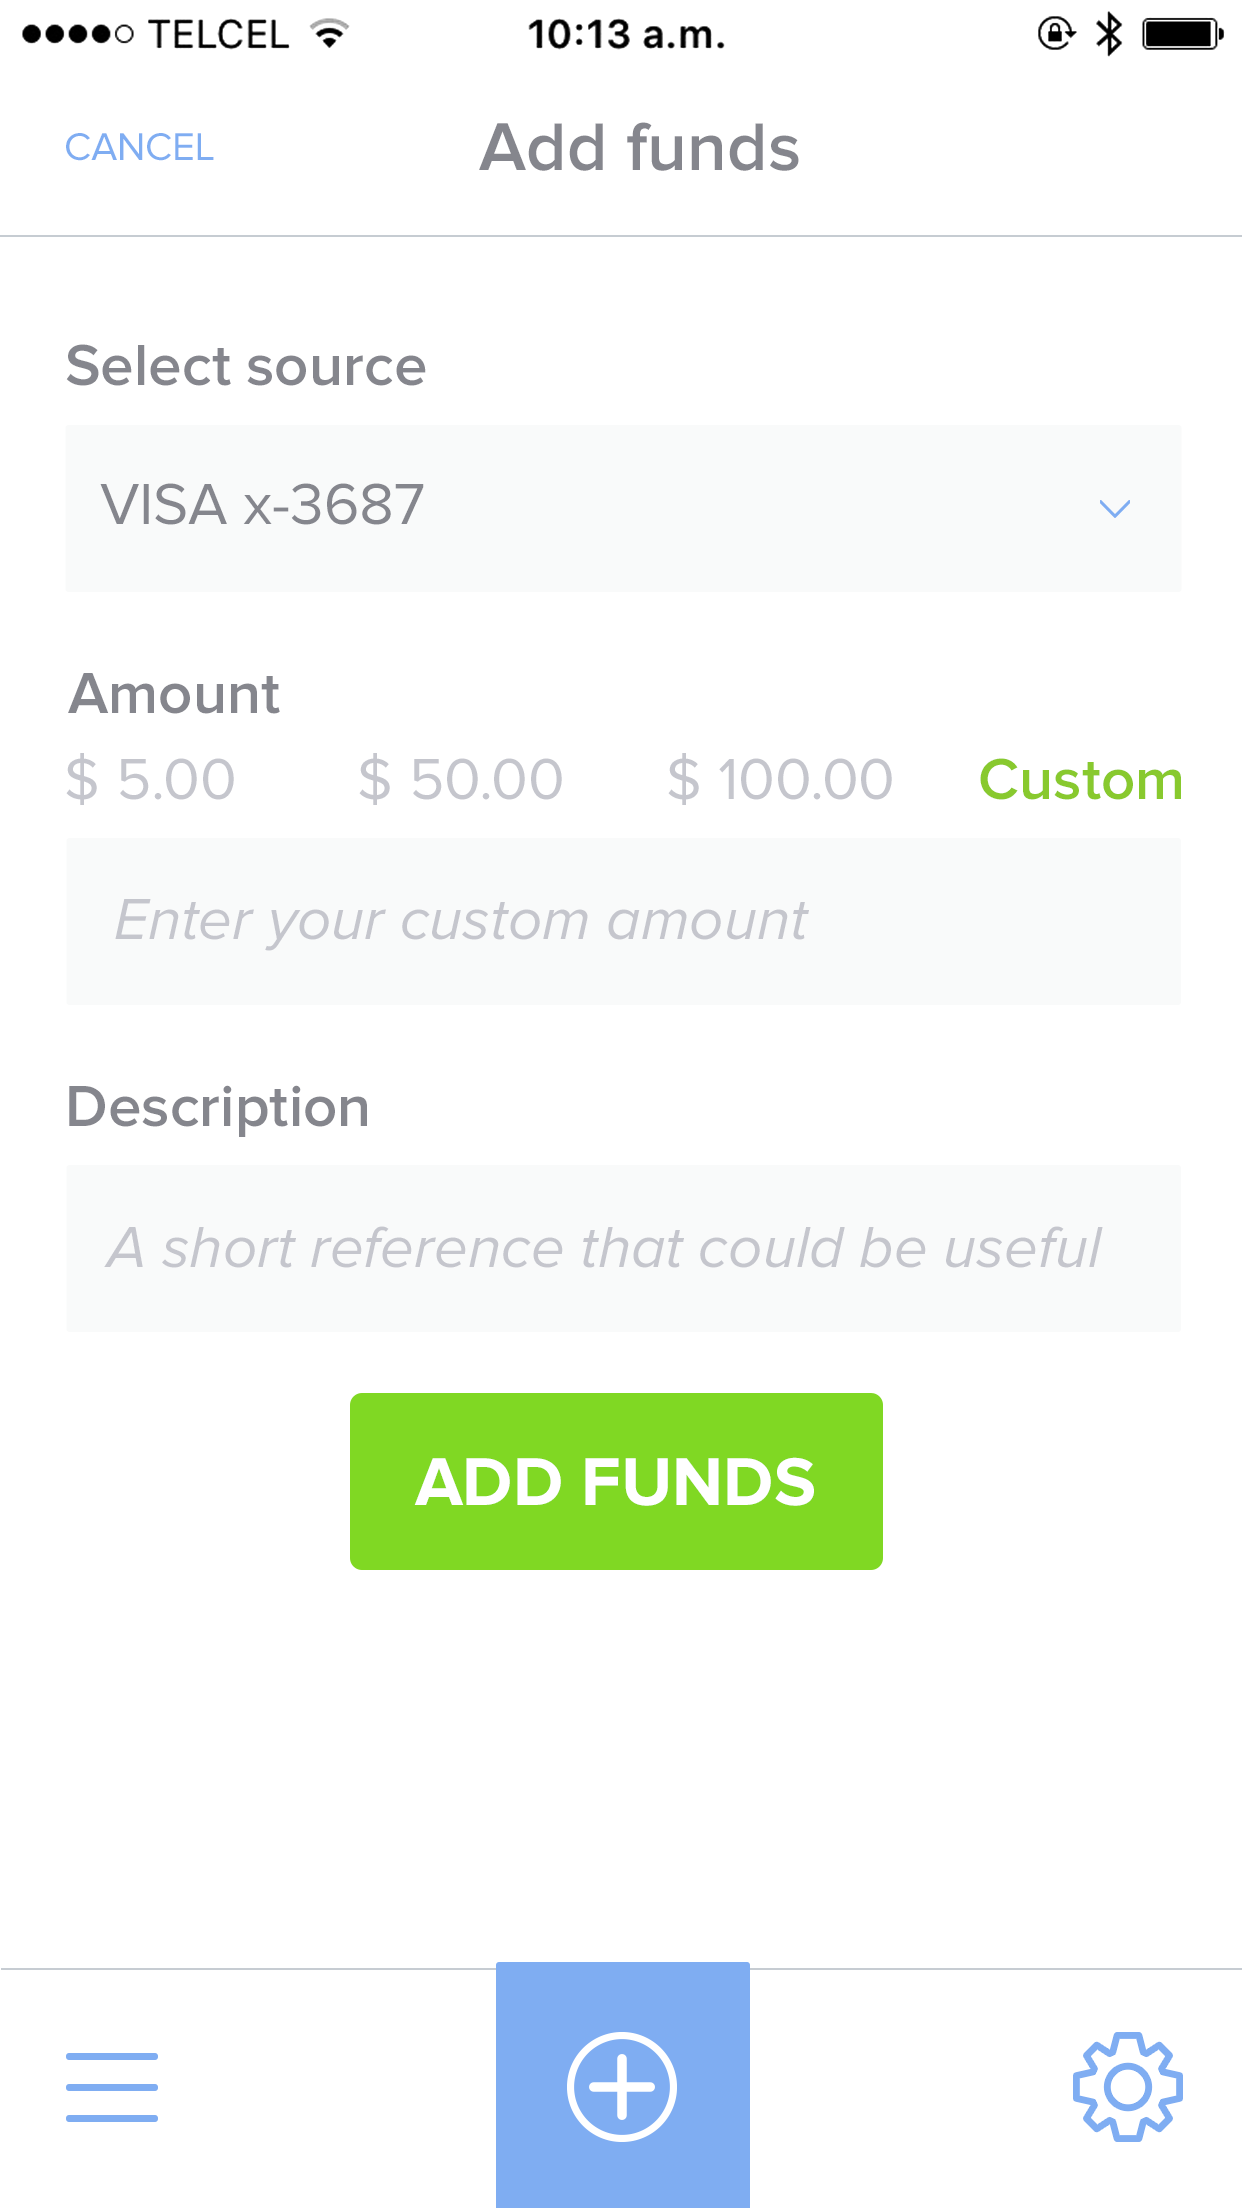 TELCEL 10:13 a.m.
CANCEL Add funds
Select source
VISA x-3687
Amount
$ 5.00 $ 50.00 $ 100.00 Custom
Enter your custom amount
Description
A short reference that could be useful
ADD FUNDS